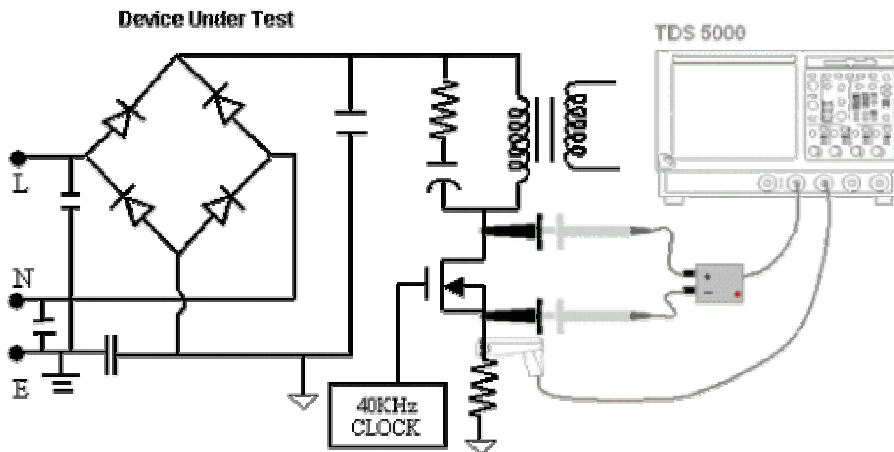 Device Under Test
TDS 5000
L
N
E
+
−
40KHz
CLOCK